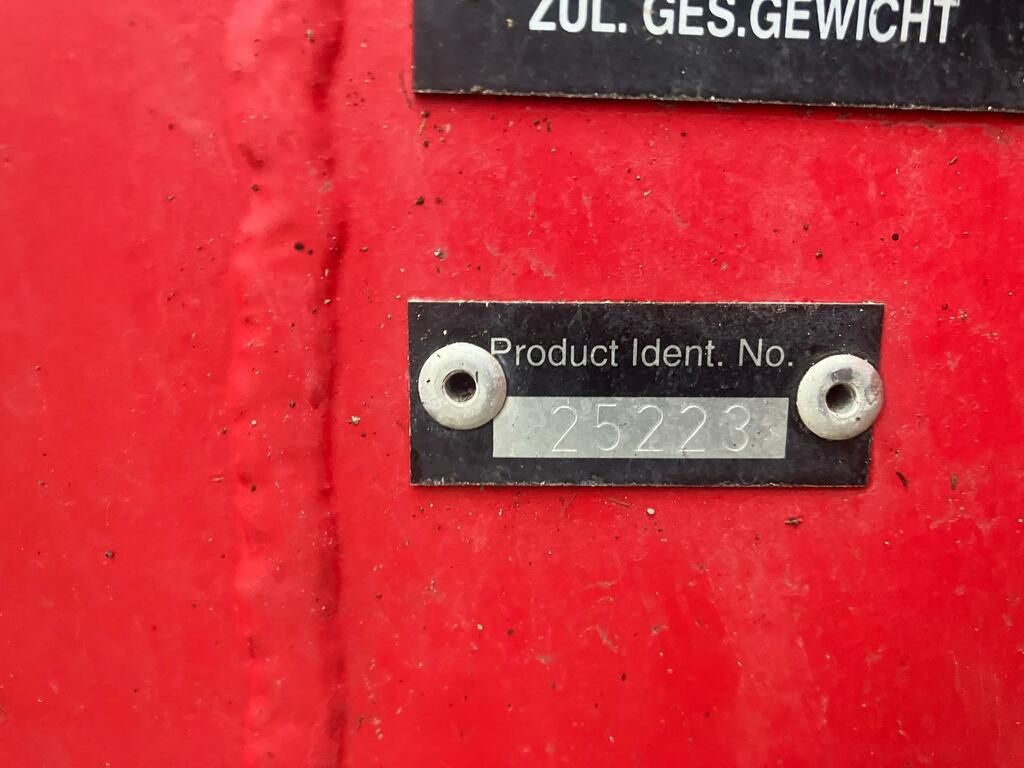 ZUL. GES.GEWICHT
Product Ident. No.
25223